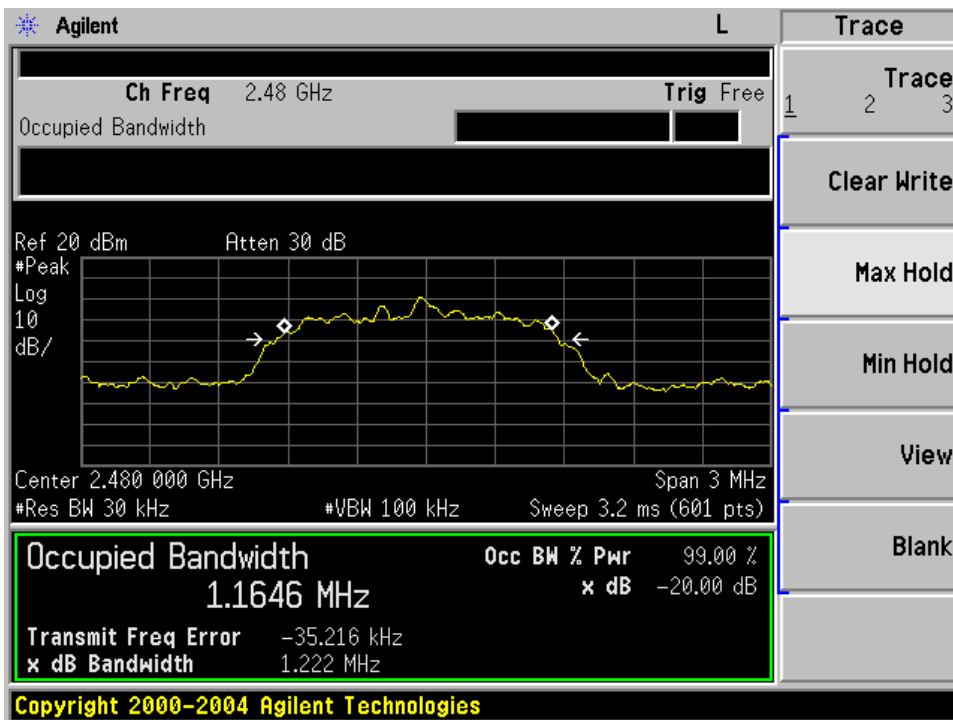 Agilent L Trace
Ch Freq 2.48 GHz Trig Free
Occupied Bandwidth
Trace
1 2 3
Clear Write
Max Hold
Min Hold
View
Blank
Ref 20 dBm Atten 30 dB
#Peak
Log
10
dB/
Center 2.480 000 GHz Span 3 MHz
#Res BW 30 kHz #VBW 100 kHz Sweep 3.2 ms (601 pts)
Occupied Bandwidth Occ BW % Pwr 99.00 %
1.1646 MHz x dB -20.00 dB
Transmit Freq Error -35.216 kHz
x dB Bandwidth 1.222 MHz
Copyright 2000-2004 Agilent Technologies